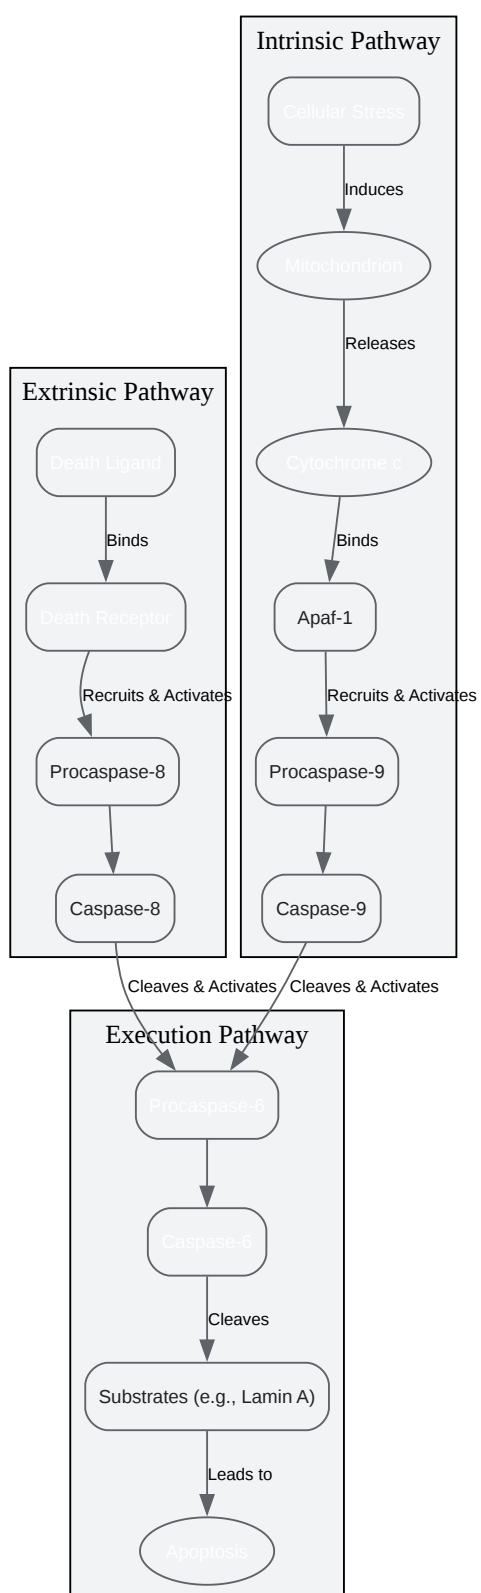 Intrinsic Pathway
Cellular Stress
Induces
Mitochondrion
Releases
Cytochrome c
Binds
Apaf-1
Recruits & Activates
Procaspase-9
Caspase-9
Extrinsic Pathway
Death Ligand
Binds
Death Receptor
Recruits & Activates
Procaspase-8
Caspase-8
Cleaves & Activates
Cleaves & Activates
Execution Pathway
Procaspase-6
Caspase-6
Cleaves
Substrates (e.g., Lamin A)
Leads to
Apoptosis